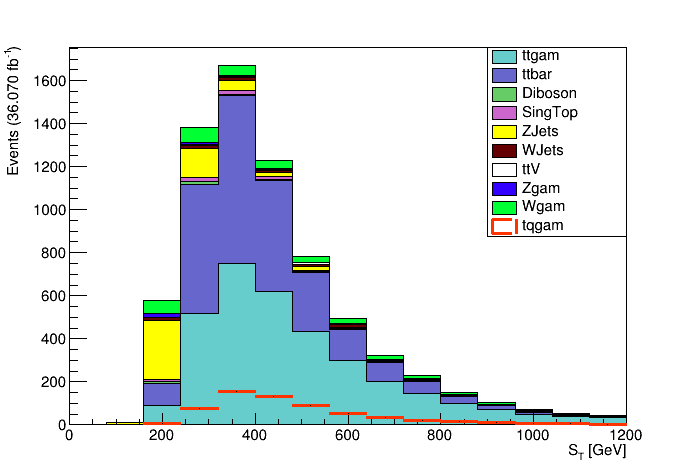 Events (36.070 fb⁻¹)
1600
1400
1200
1000
800
600
400
200
0
0 200 400 600 800 1000 1200
S_T [GeV]
ttgam
ttbar
Diboson
SingTop
ZJets
WJets
ttV
Zgam
Wgam
tqgam